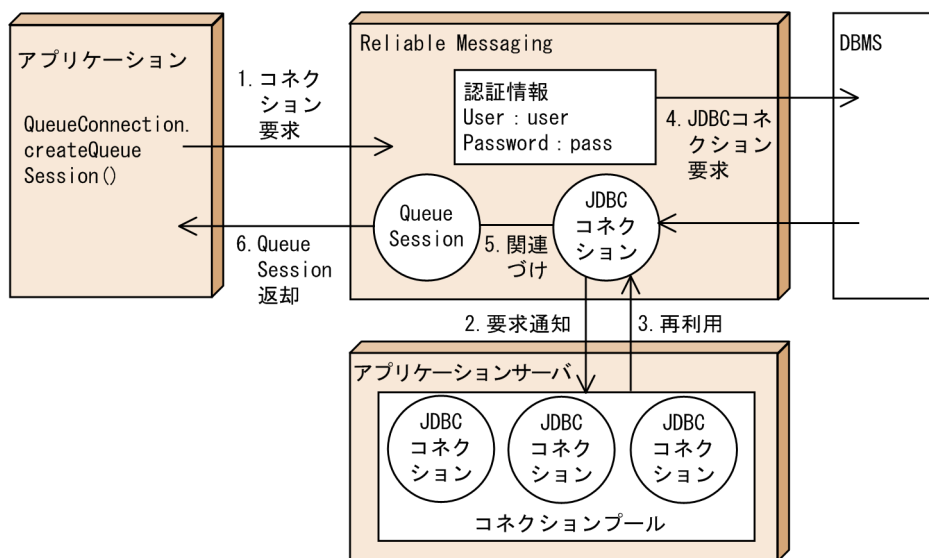 アプリケーション
QueueConnection.
createQueue
Session()
1.コネク
ション
要求
6.Queue
Session
返却
Reliable Messaging
認証情報
User：user
Password：pass
Queue
Session
5.関連
づけ
JDBC
コネク
ション
4.JDBCコネ
クション
要求
DBMS
2.要求通知
3.再利用
アプリケーションサーバ
JDBC
コネク
ション
JDBC
コネク
ション
JDBC
コネク
ション
コネクションプール